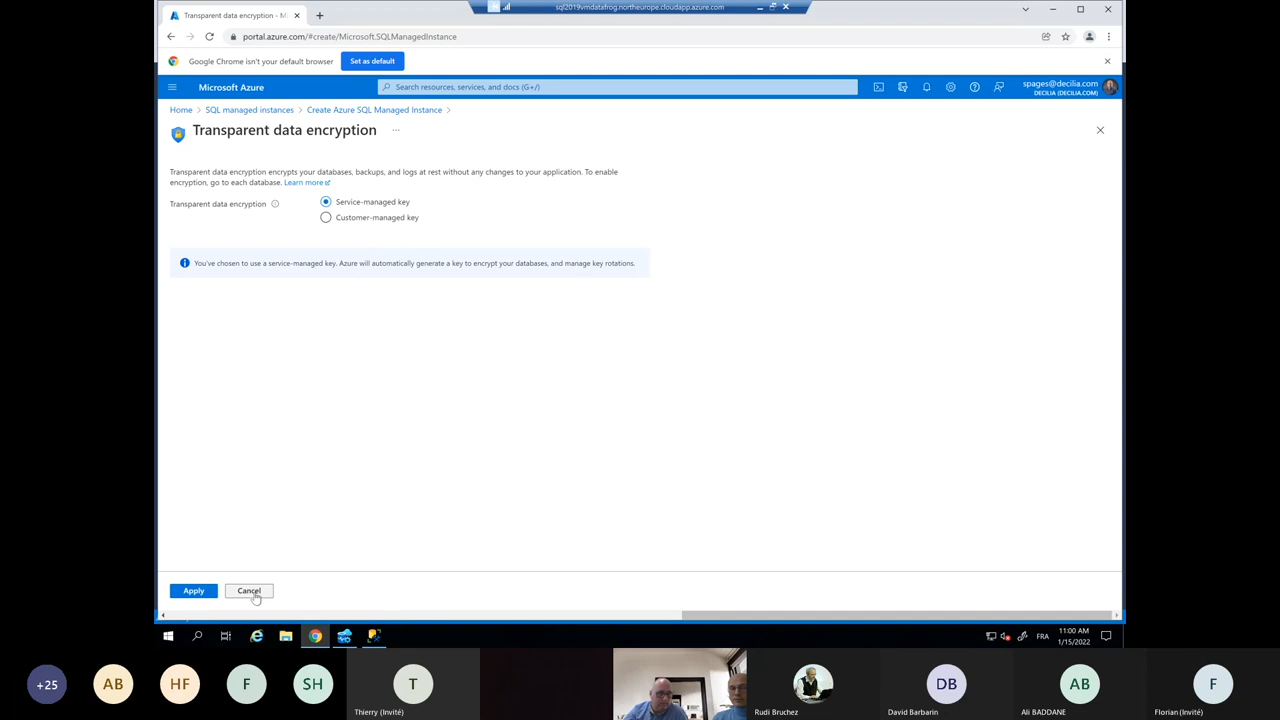 sql2019vmdatafrog.northeurope.cloudapp.azure.com
Transparent data encryption - Mi
portal.azure.com/#create/Microsoft.SQLManagedInstance
Google Chrome isn't your default browser
Set as default
Microsoft Azure
Search resources, services, and docs (G+/)
spages@decilia.com
DECILIA (DECILIA.COM)
Home > SQL managed instances > Create Azure SQL Managed Instance >
Transparent data encryption ...
Transparent data encryption encrypts your databases, backups, and logs at rest without any changes to your application. To enable
encryption, go to each database. Learn more
Transparent data encryption
Service-managed key
Customer-managed key
You've chosen to use a service-managed key. Azure will automatically generate a key to encrypt your databases, and manage key rotations.
Apply
Cancel
FRA
11:00 AM
1/15/2022
+25
AB
HF
F
SH
T
DB
AB
F
Thierry (Invité)
Rudi Bruchez
David Barbarin
Ali BADDANE
Florian (Invité)